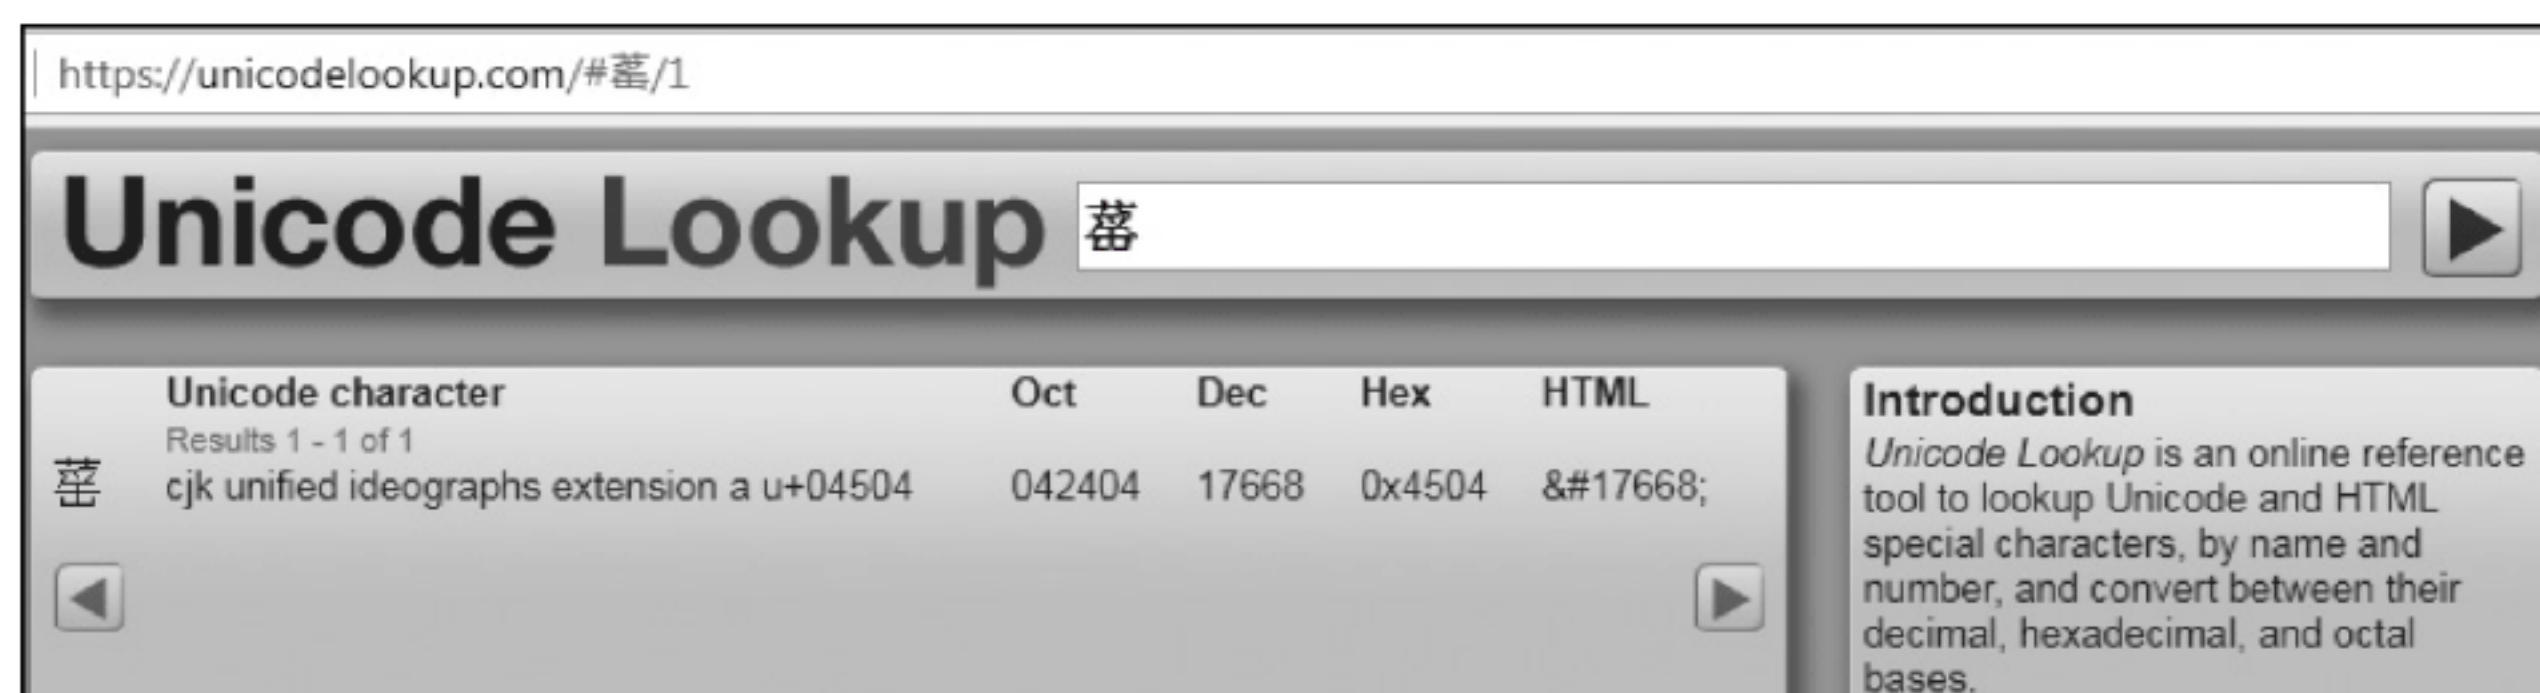 https://unicodelookup.com/#䔄/1
Unicode Lookup 䔄
Unicode character Oct Dec Hex HTML
Results 1 - 1 of 1
䔄 cjk unified ideographs extension a u+04504 042404 17668 0x4504 &#17668;
Introduction
Unicode Lookup is an online reference
tool to lookup Unicode and HTML
special characters, by name and
number, and convert between their
decimal, hexadecimal, and octal
bases.